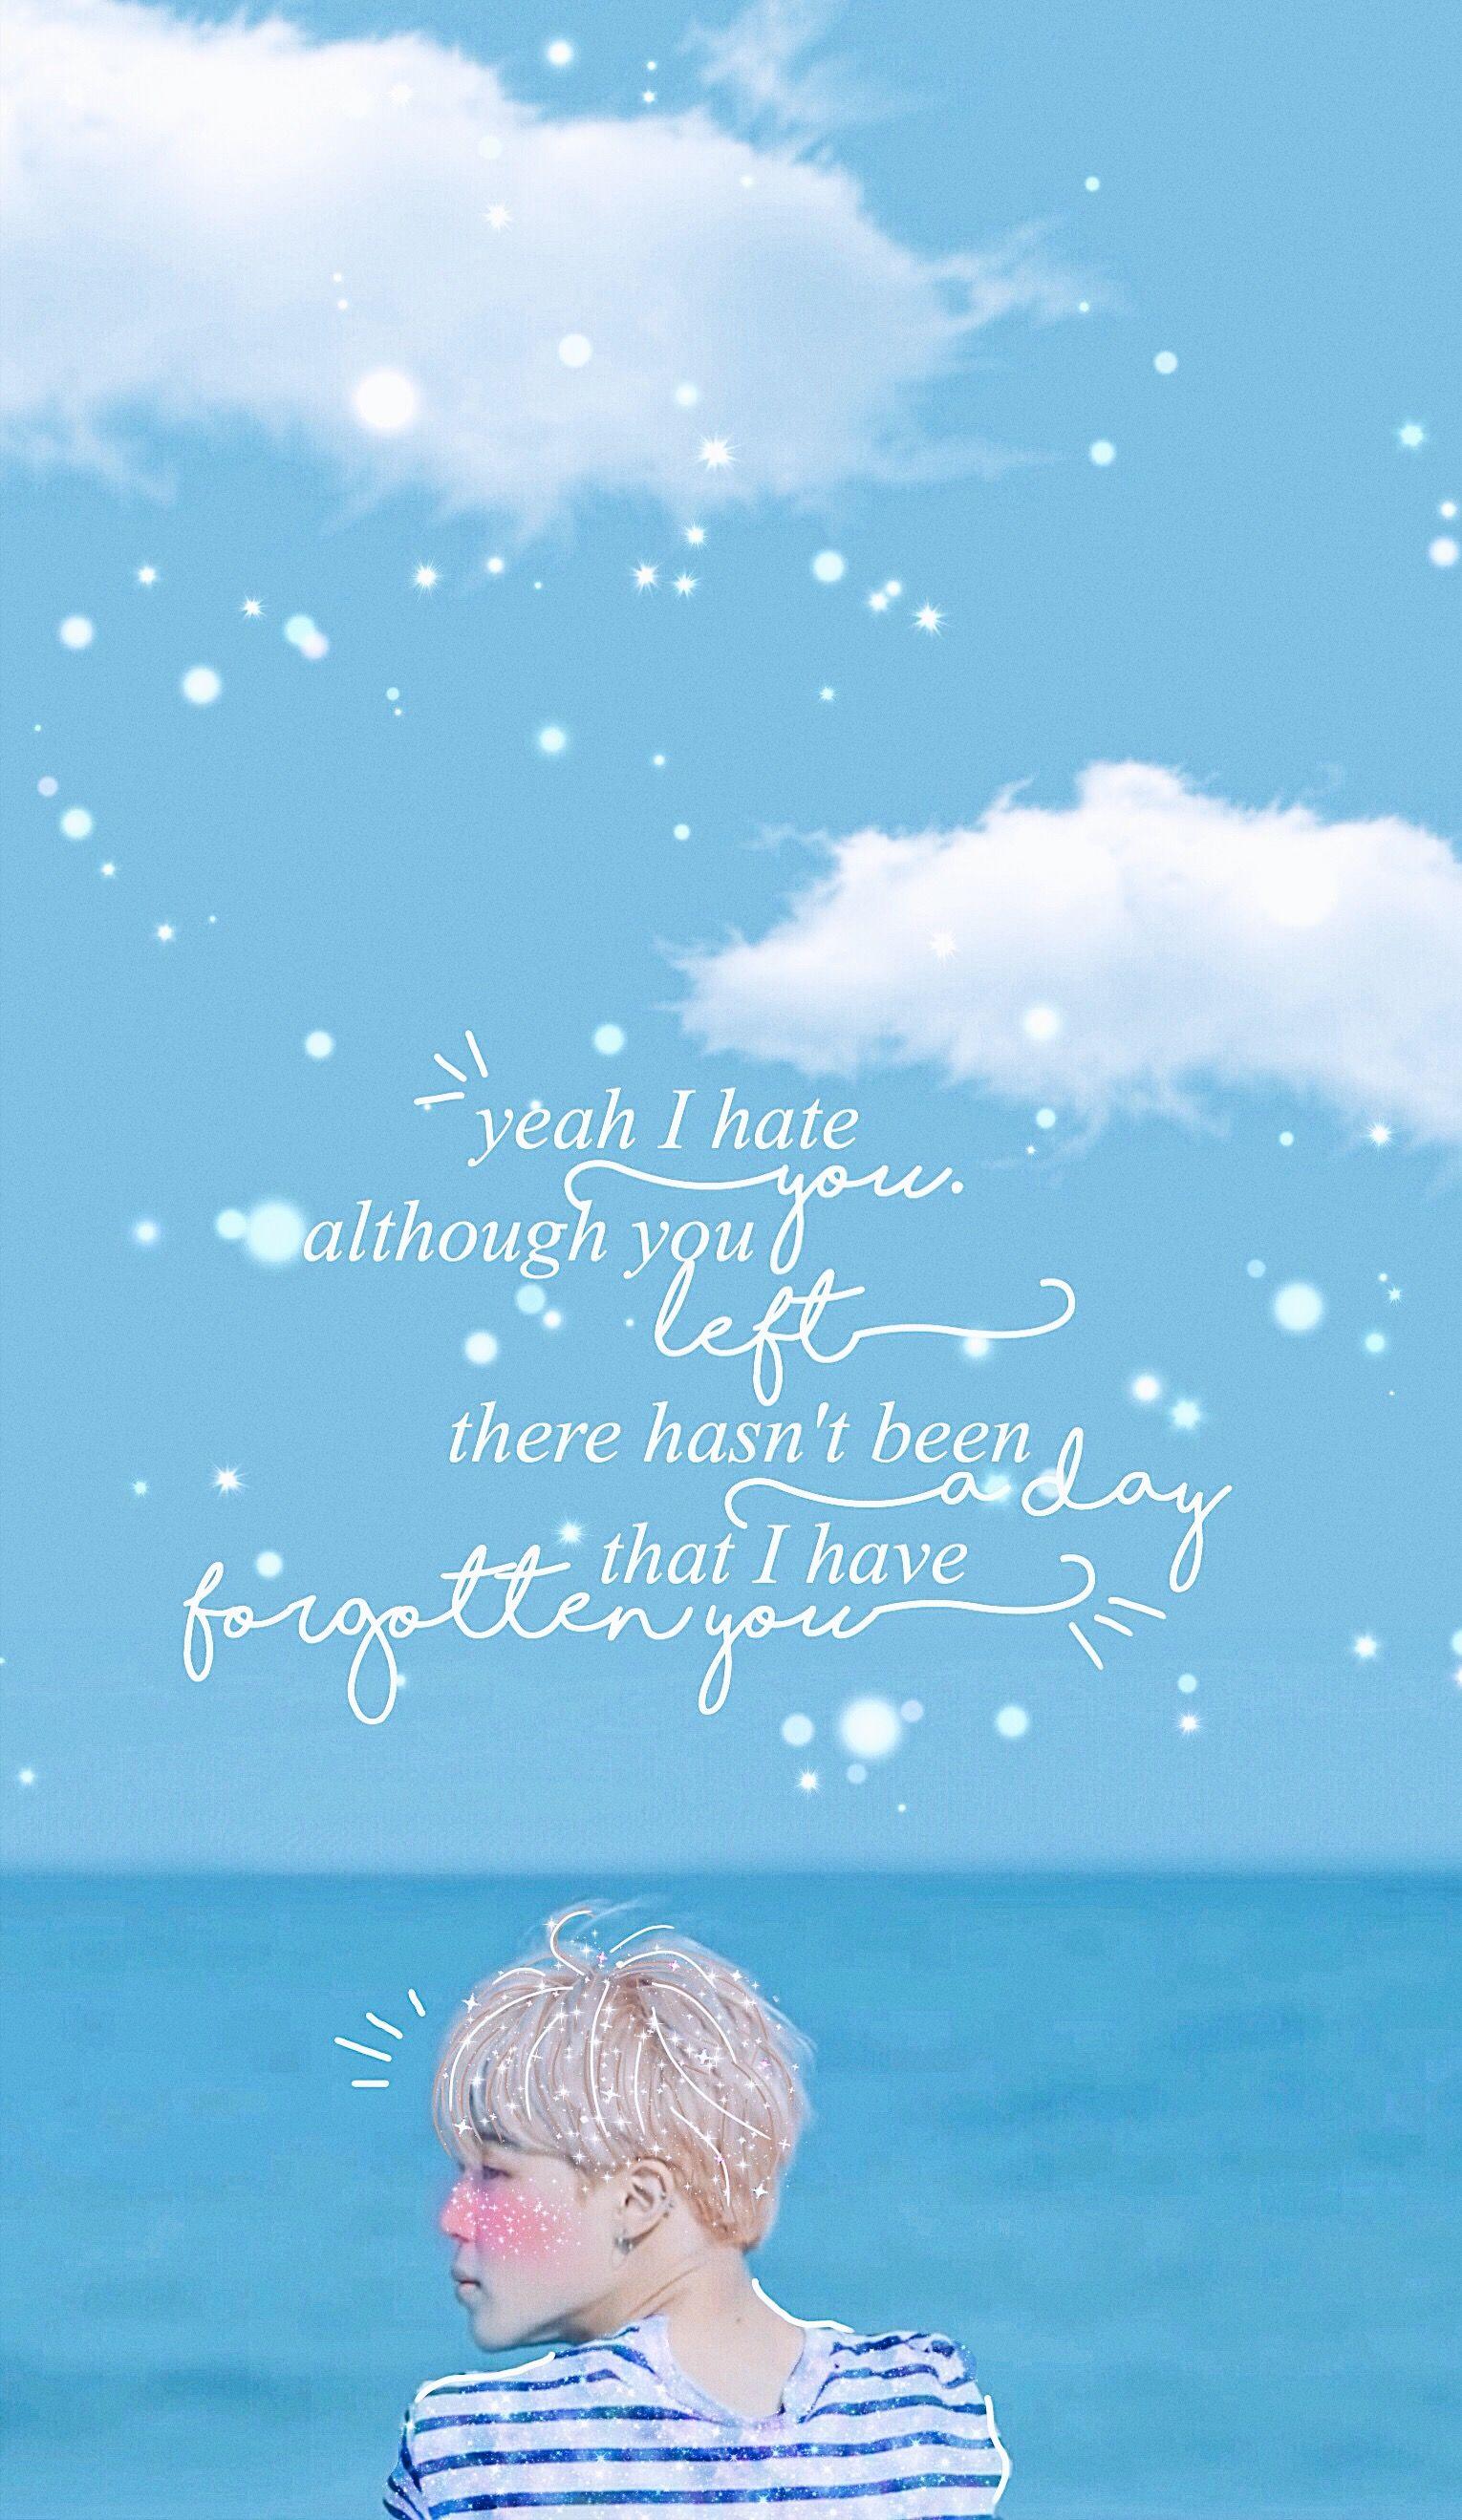 yeah I hate
you.
although you
left
there hasn't been
a day
that I have
forgotten you